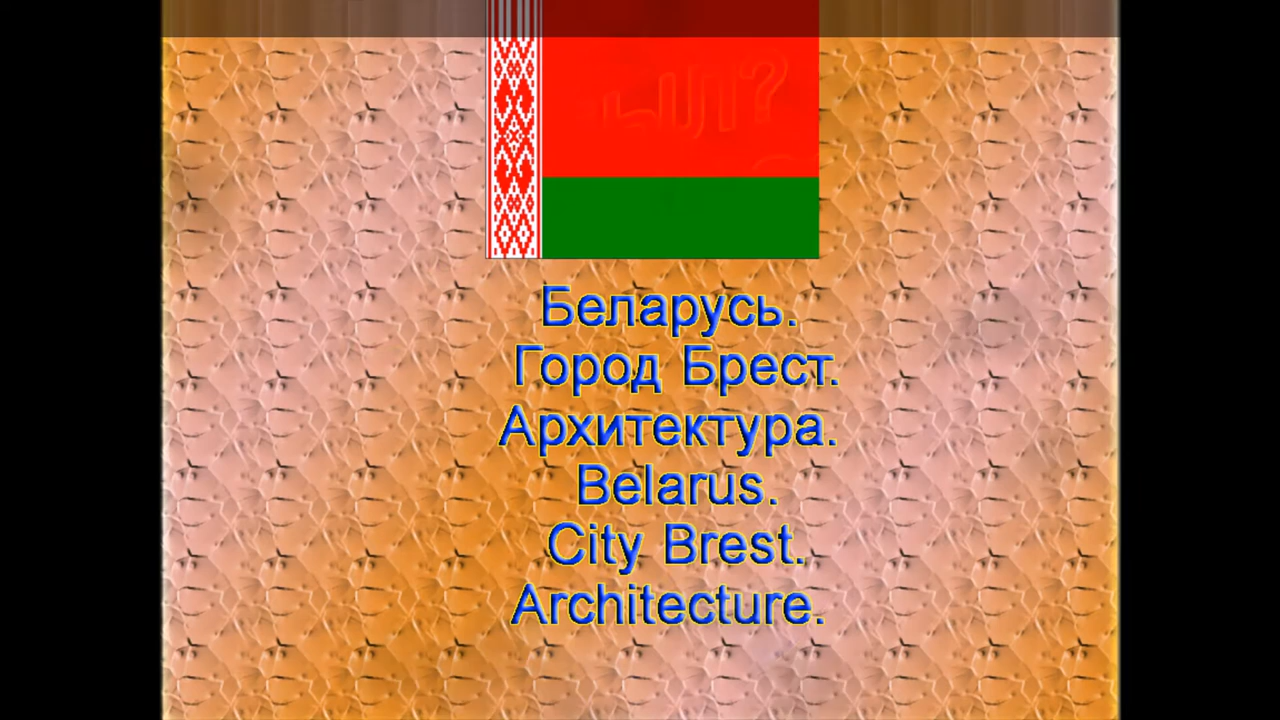 Беларусь.
Город Брест.
Архитектура.
Belarus.
City Brest.
Architecture.